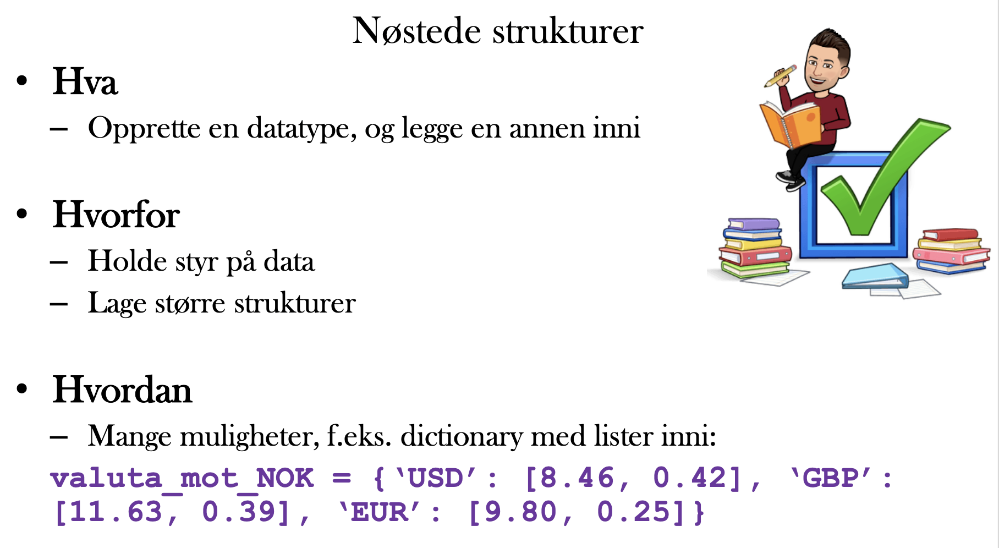 Nøstede strukturer
• Hva
– Opprette en datatype, og legge en annen inni
• Hvorfor
– Holde styr på data
– Lage større strukturer
• Hvordan
– Mange muligheter, f.eks. dictionary med lister inni:
valuta_mot_NOK = {‘USD’: [8.46, 0.42], ‘GBP’:
[11.63, 0.39], ‘EUR’: [9.80, 0.25]}